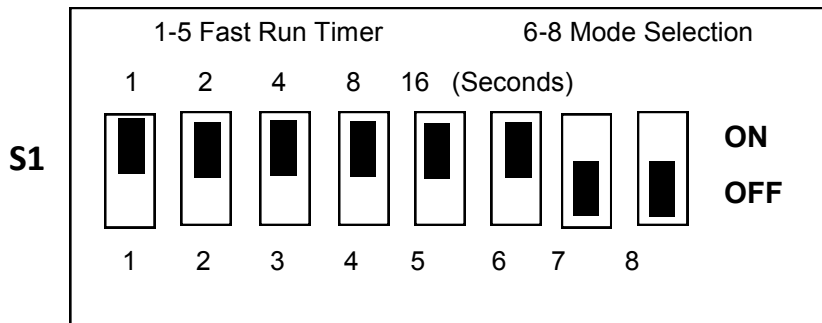 1-5 Fast Run Timer 6-8 Mode Selection
1 2 4 8 16 (Seconds)
S1
ON
OFF
1 2 3 4 5 6 7 8